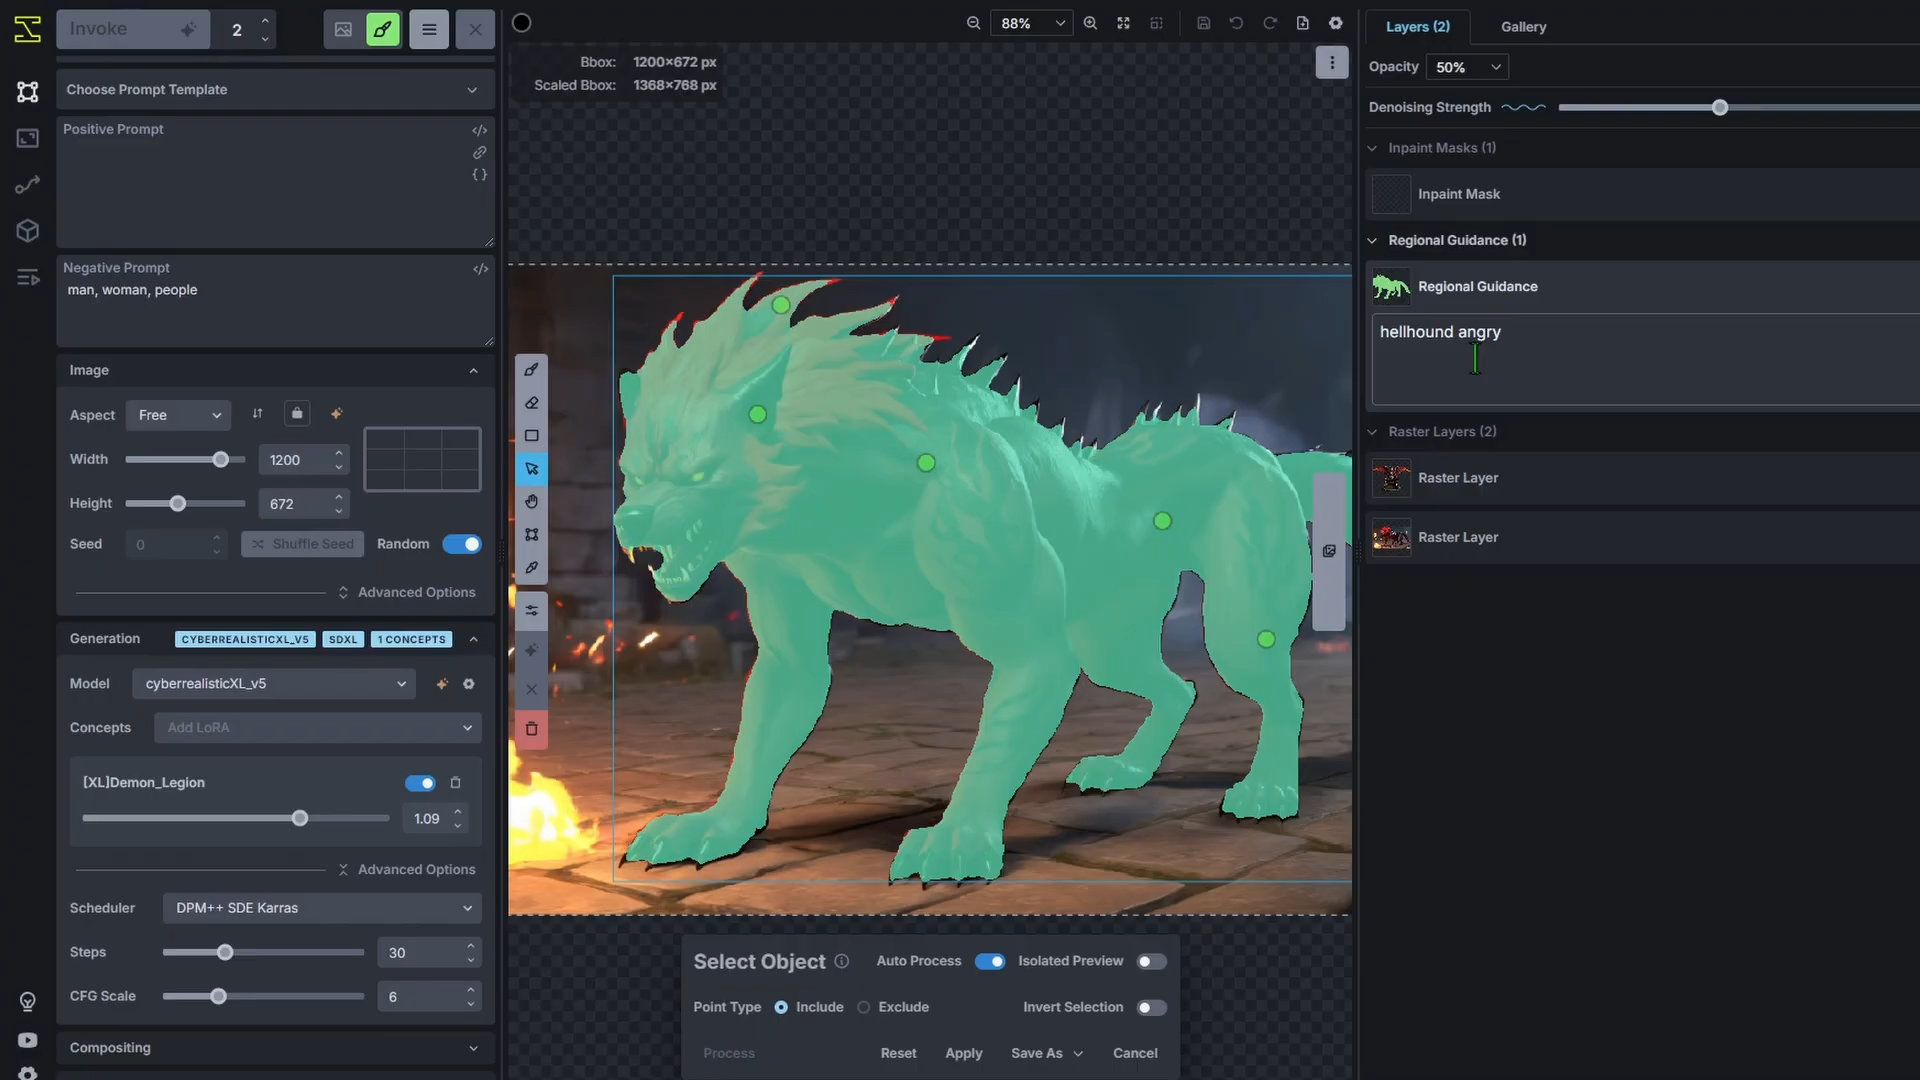 Invoke
2
88%
Layers (2)
Gallery
Bbox: 1200×672 px
Scaled Bbox: 1368×768 px
Opacity 50%
Denoising Strength
Choose Prompt Template
Positive Prompt
Negative Prompt
man, woman, people
Inpaint Masks (1)
Inpaint Mask
Regional Guidance (1)
Regional Guidance
hellhound angry
Raster Layers (2)
Raster Layer
Raster Layer
Image
Aspect Free
Width 1200
Height 672
Seed 0 Shuffle Seed Random
Advanced Options
Generation CYBERREALISTICXL_V5 SDXL 1 CONCEPTS
Model cyberrealisticXL_v5
Concepts Add LoRA
[XL]Demon_Legion
1.09
Advanced Options
Scheduler DPM++ SDE Karras
Steps 30
CFG Scale 6
Compositing
Select Object Auto Process Isolated Preview
Point Type Include Exclude Invert Selection
Process Reset Apply Save As Cancel